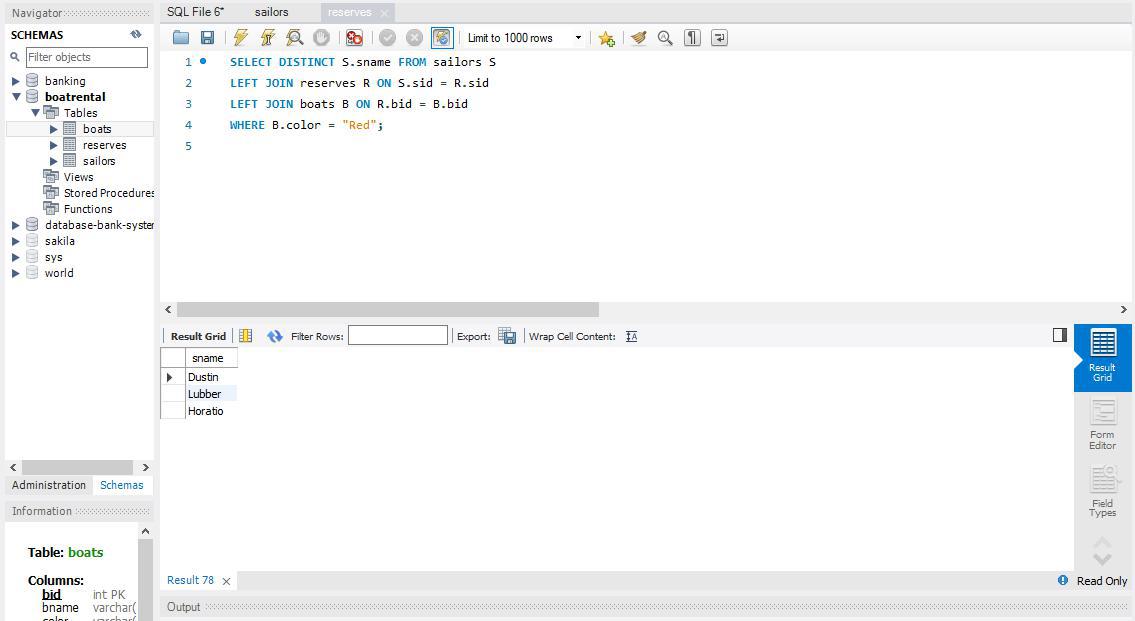 Navigator
SCHEMAS
Filter objects
banking
boatrental
Tables
boats
reserves
sailors
Views
Stored Procedures
Functions
database-bank-system
sakila
sys
world
Administration Schemas
Information
Table: boats
Columns:
bid int PK
bname varchar(
color varchar(
SQL File 6* sailors reserves
Limit to 1000 rows
1 SELECT DISTINCT S.sname FROM sailors S
2 LEFT JOIN reserves R ON S.sid = R.sid
3 LEFT JOIN boats B ON R.bid = B.bid
4 WHERE B.color = "Red";
5
Result Grid Filter Rows: Export: Wrap Cell Content:
sname
Dustin
Lubber
Horatio
Result
Grid
Form
Editor
Field
Types
Result 78
Read Only
Output